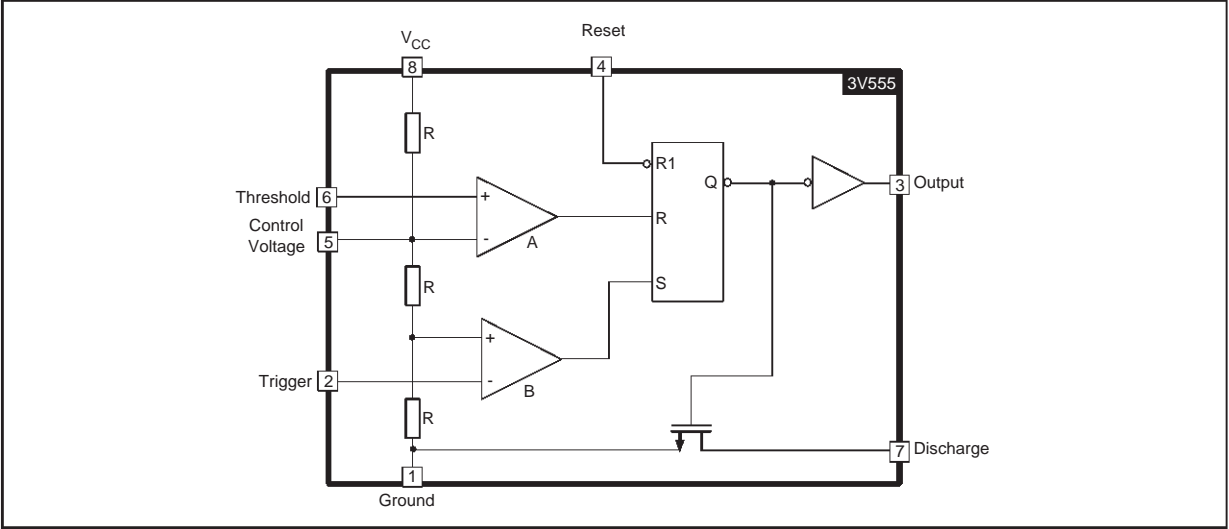 Reset
VCC
8
4
3V555
R
R1
Threshold
6
+
Q
3
Output
Control
Voltage
5
-
A
R
R
S
+
Trigger
2
-
B
R
7
Discharge
1
Ground